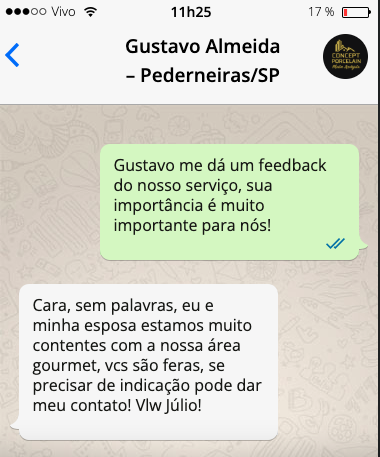 Vivo 11h25 17 %
Gustavo Almeida
– Pederneiras/SP
CONCEPT
PORCELAIN
Gustavo me dá um feedback
do nosso serviço, sua
importância é muito
importante para nós!
Cara, sem palavras, eu e
minha esposa estamos muito
contentes com a nossa área
gourmet, vcs são feras, se
precisar de indicação pode dar
meu contato! Vlw Júlio!